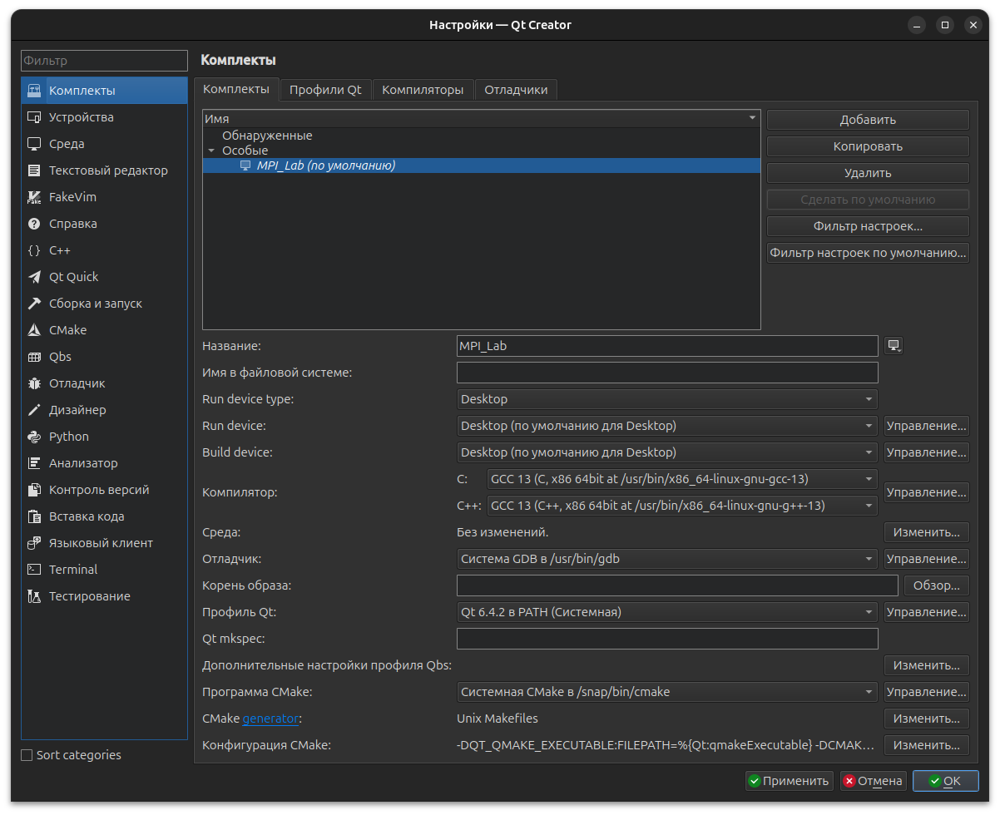 Настройки — Qt Creator
Фильтр
Комплекты
Устройства
Среда
Текстовый редактор
FakeVim
Справка
C++
Qt Quick
Сборка и запуск
CMake
Qbs
Отладчик
Дизайнер
Python
Анализатор
Контроль версий
Вставка кода
Языковый клиент
Terminal
Тестирование
Sort categories
Комплекты
Комплекты Профили Qt Компиляторы Отладчики
Имя
Обнаруженные
Особые
MPI_Lab (по умолчанию)
Добавить
Копировать
Удалить
Сделать по умолчанию
Фильтр настроек...
Фильтр настроек по умолчанию...
Название: MPI_Lab
Имя в файловой системе:
Run device type: Desktop
Run device: Desktop (по умолчанию для Desktop) Управление...
Build device: Desktop (по умолчанию для Desktop) Управление...
Компилятор: C: GCC 13 (C, x86 64bit at /usr/bin/x86_64-linux-gnu-gcc-13) Управление...
C++: GCC 13 (C++, x86 64bit at /usr/bin/x86_64-linux-gnu-g++-13)
Среда: Без изменений. Изменить...
Отладчик: Система GDB в /usr/bin/gdb Управление...
Корень образа: Обзор...
Профиль Qt: Qt 6.4.2 в PATH (Системная) Управление...
Qt mkspec:
Дополнительные настройки профиля Qbs: Изменить...
Программа CMake: Системная CMake в /snap/bin/cmake Управление...
CMake generator: Unix Makefiles Изменить...
Конфигурация CMake: -DQT_QMAKE_EXECUTABLE:FILEPATH=%{Qt:qmakeExecutable} -DCMAK... Изменить...
Применить Отмена OK